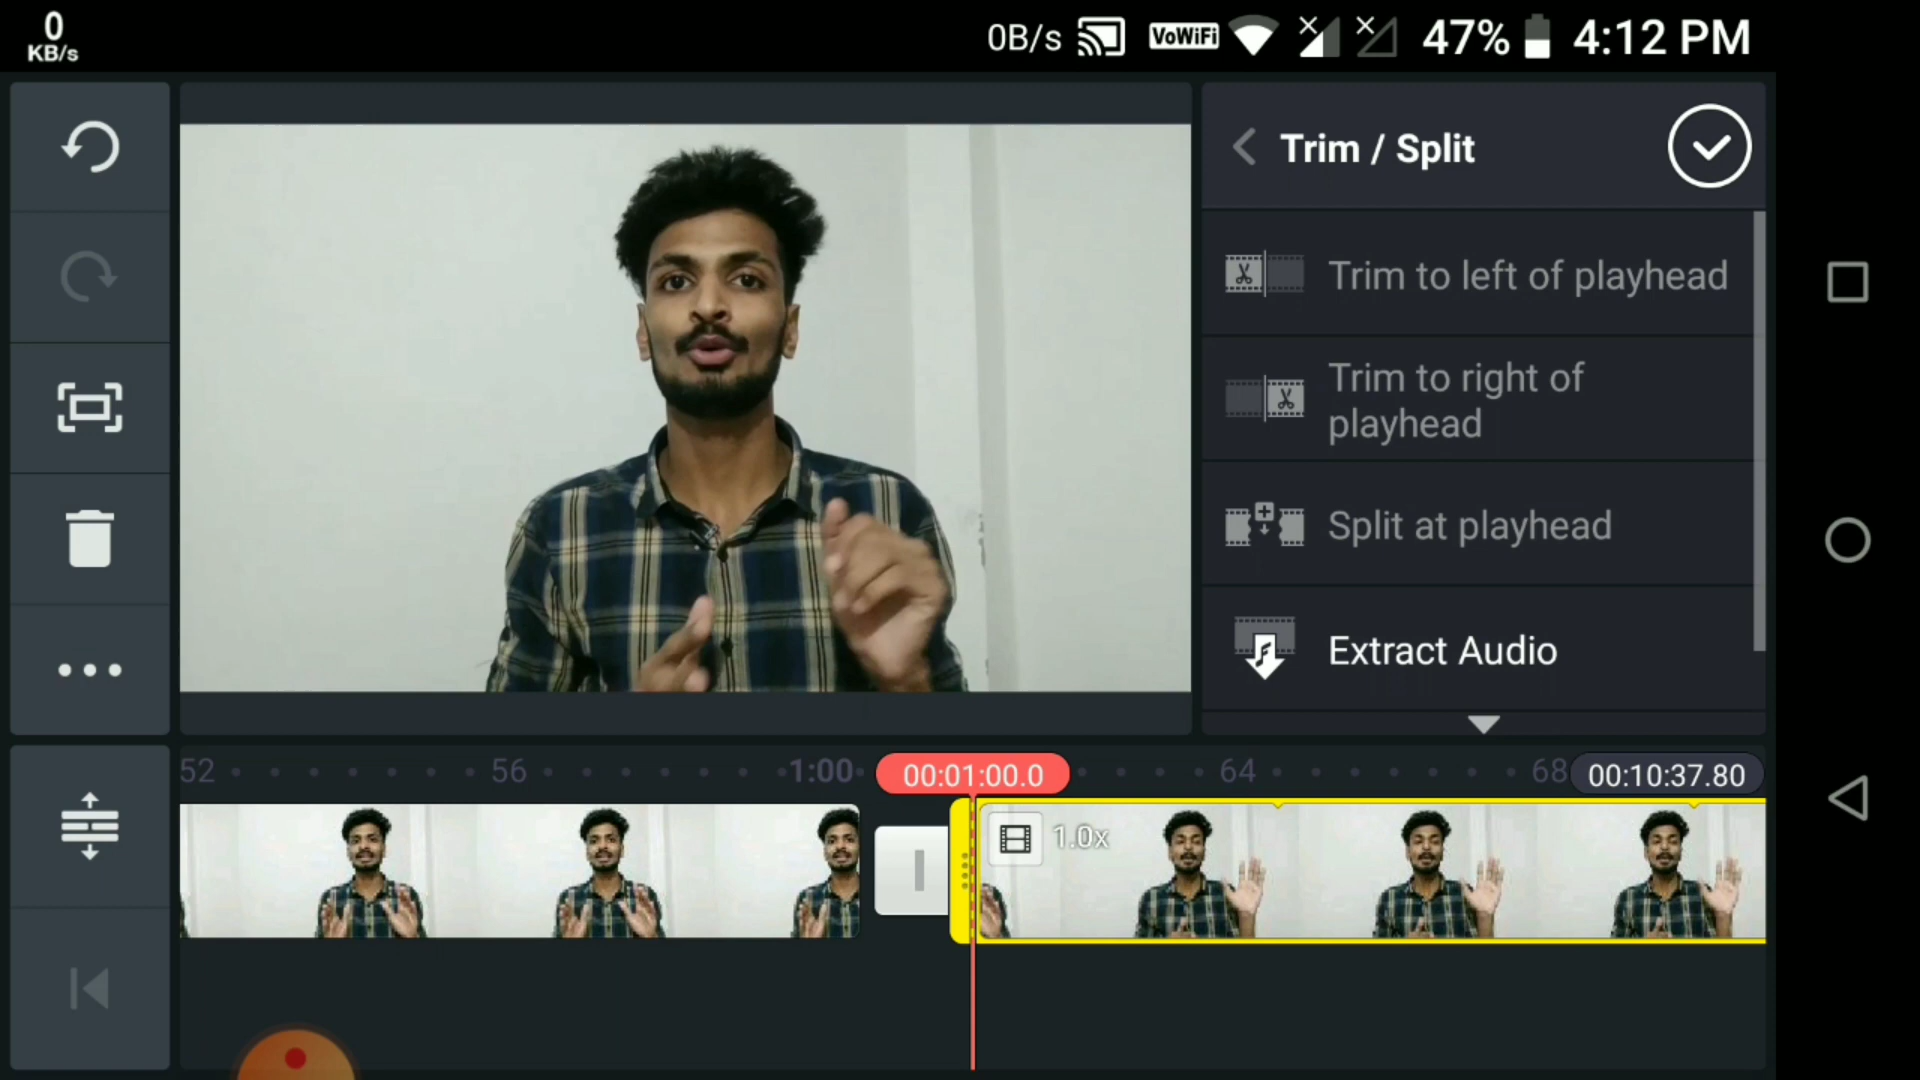 0
KB/s
0B/s VoWiFi 47% 4:12 PM
Trim / Split
Trim to left of playhead
Trim to right of
playhead
Split at playhead
Extract Audio
52 56 1:00 00:01:00.0 64 68 00:10:37.80
1.0x